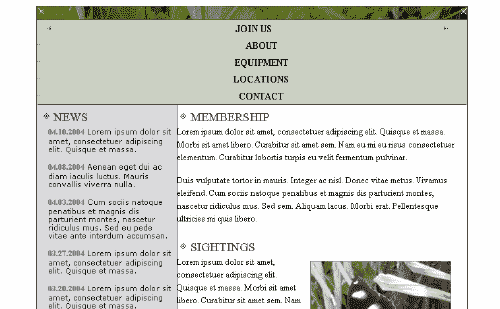 JOIN US
ABOUT
EQUIPMENT
LOCATIONS
CONTACT
NEWS
04.10.2004 Lorem ipsum dolor sit
amet, consectetuer adipiscing
elit. Quisque et massa.
04.08.2004 Aenean eget dui ac
diam iaculis luctus. Mauris
convallis viverra nulla.
04.03.2004 Cum sociis natoque
penatibus et magnis dis
parturient montes, nascetur
ridiculus mus. Sed eu pede
vitae ante interdum accumsan.
03.27.2004 Lorem ipsum dolor sit
amet, consectetuer adipiscing
elit. Quisque et massa.
03.20.2004 Lorem ipsum dolor sit
amet, consectetuer adipiscing
MEMBERSHIP
Lorem ipsum dolor sit amet, consectetuer adipiscing elit. Quisque et massa.
Morbi sit amet libero. Curabitur sit amet sem. Nam eu mi eu risus consectetuer
elementum. Curabitur lobortis turpis eu velit fermentum pulvinar.
Duis vulputate tortor in mauris. Integer ac nisl. Donec vitae metus. Vivamus
eleifend. Cum sociis natoque penatibus et magnis dis parturient montes,
nascetur ridiculus mus. Sed sem. Aliquam lacus. Morbi erat. Pellentesque
ultricies mi quis libero.
SIGHTINGS
Lorem ipsum dolor sit amet,
consectetuer adipiscing elit.
Quisque et massa. Morbi sit amet
libero. Curabitur sit amet sem. Nam